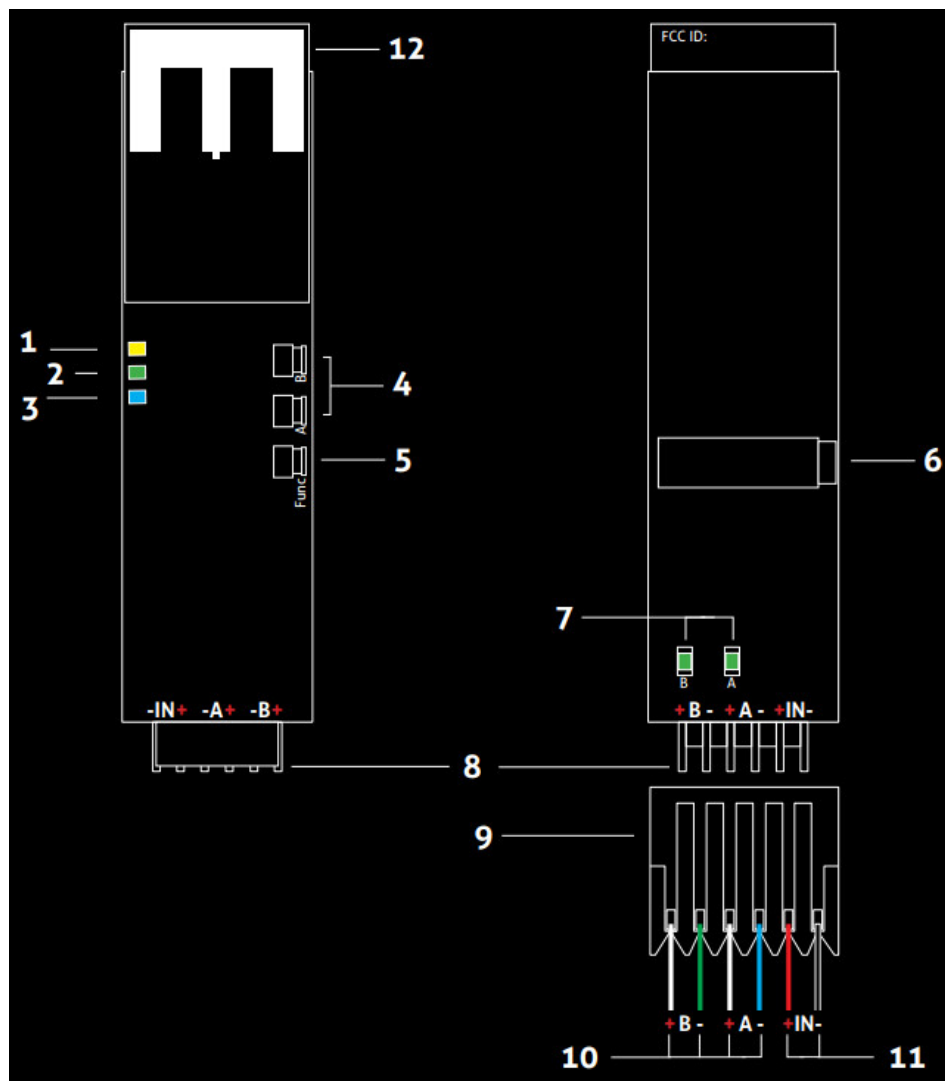 FCC ID:
12
1
2
3
B
4
A
5
Func
6
7
B
A
-IN+ -A+ -B+
+B- +A- +IN-
8
9
+B- +A- +IN-
10
11